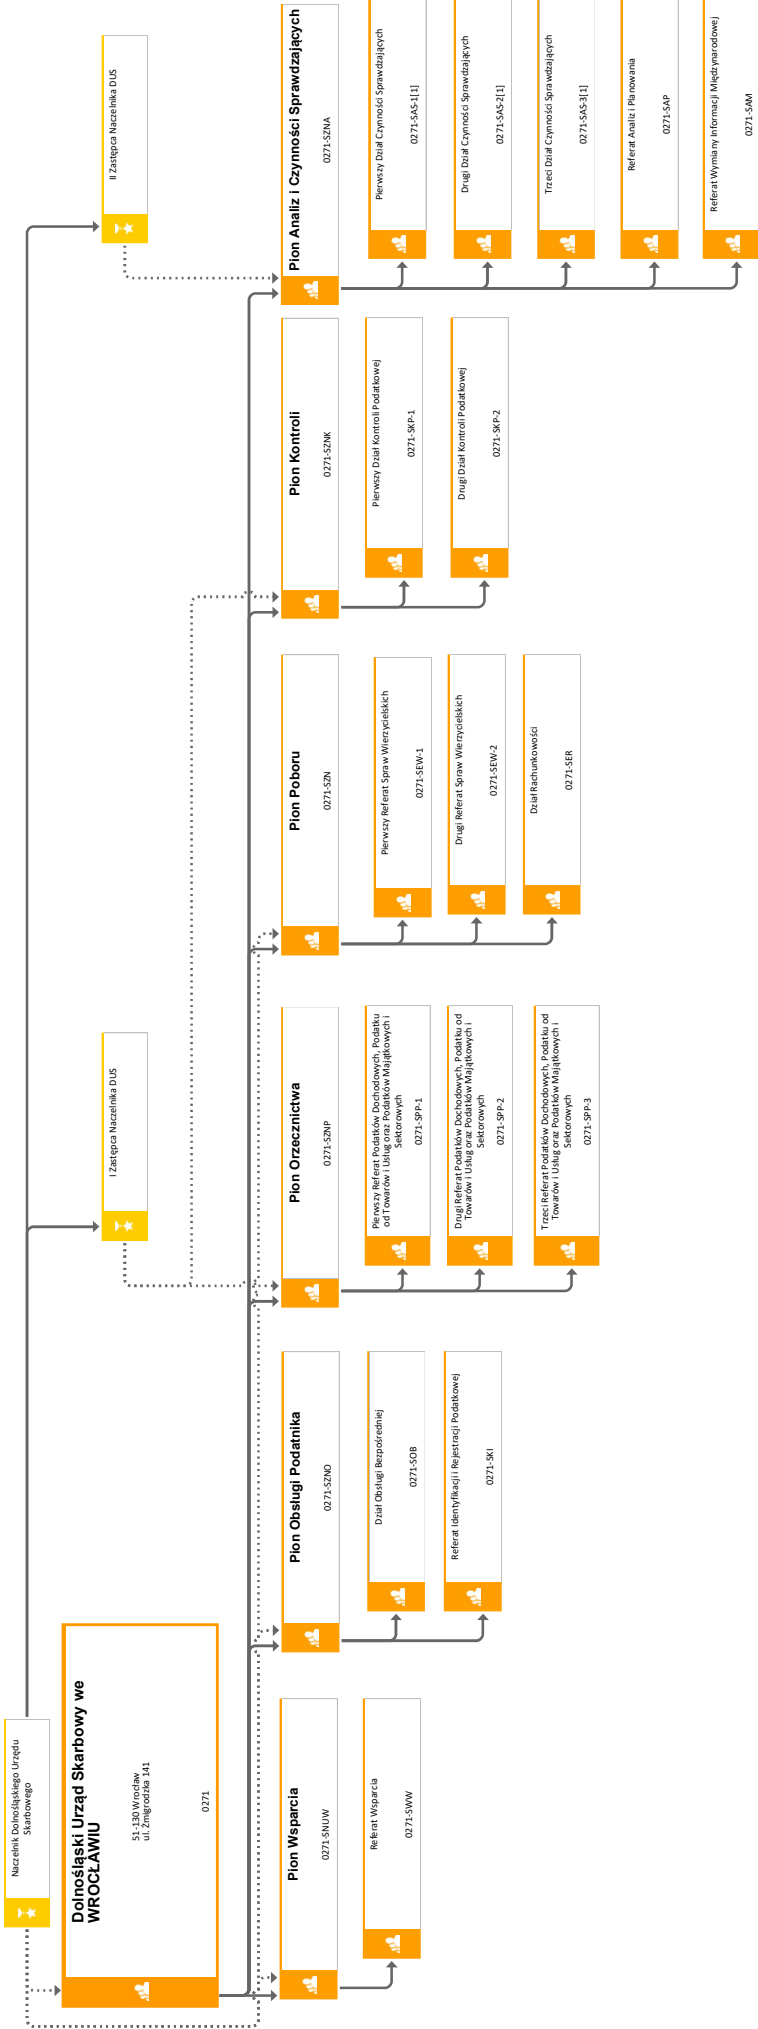 Naczelnik Dolnośląskiego Urzędu
Skarbowego
I Zastępca Naczelnika DUS
II Zastępca Naczelnika DUS
Dolnośląski Urząd Skarbowy we
WROCŁAWIU
51-130 Wrocław
ul. Żmigrodzka 141
0271
Pion Wsparcia
0271-SNUW
Referat Wsparcia
0271-SWW
Pion Obsługi Podatnika
0271-SZNO
Dział Obsługi Bezpośredniej
0271-SOB
Referat Identyfikacji i Rejestracji Podatkowej
0271-SKI
Pion Orzecznictwa
0271-SZNP
Pierwszy Referat Podatków Dochodowych, Podatku
od Towarów i Usług oraz Podatków Majątkowych i
Sektorowych
0271-SPP-1
Drugi Referat Podatków Dochodowych, Podatku od
Towarów i Usług oraz Podatków Majątkowych i
Sektorowych
0271-SPP-2
Trzeci Referat Podatków Dochodowych, Podatku od
Towarów i Usług oraz Podatków Majątkowych i
Sektorowych
0271-SPP-3
Pion Poboru
0271-SZN
Pierwszy Referat Spraw Wierzycielskich
0271-SEW-1
Drugi Referat Spraw Wierzycielskich
0271-SEW-2
Dział Rachunkowości
0271-SER
Pion Kontroli
0271-SZNK
Pierwszy Dział Kontroli Podatkowej
0271-SKP-1
Drugi Dział Kontroli Podatkowej
0271-SKP-2
Pion Analiz i Czynności Sprawdzających
0271-SZNA
Pierwszy Dział Czynności Sprawdzających
0271-SAS-1[1]
Drugi Dział Czynności Sprawdzających
0271-SAS-2[1]
Trzeci Dział Czynności Sprawdzających
0271-SAS-3[1]
Referat Analiz i Planowania
0271-SAP
Referat Wymiany Informacji Międzynarodowej
0271-SAM